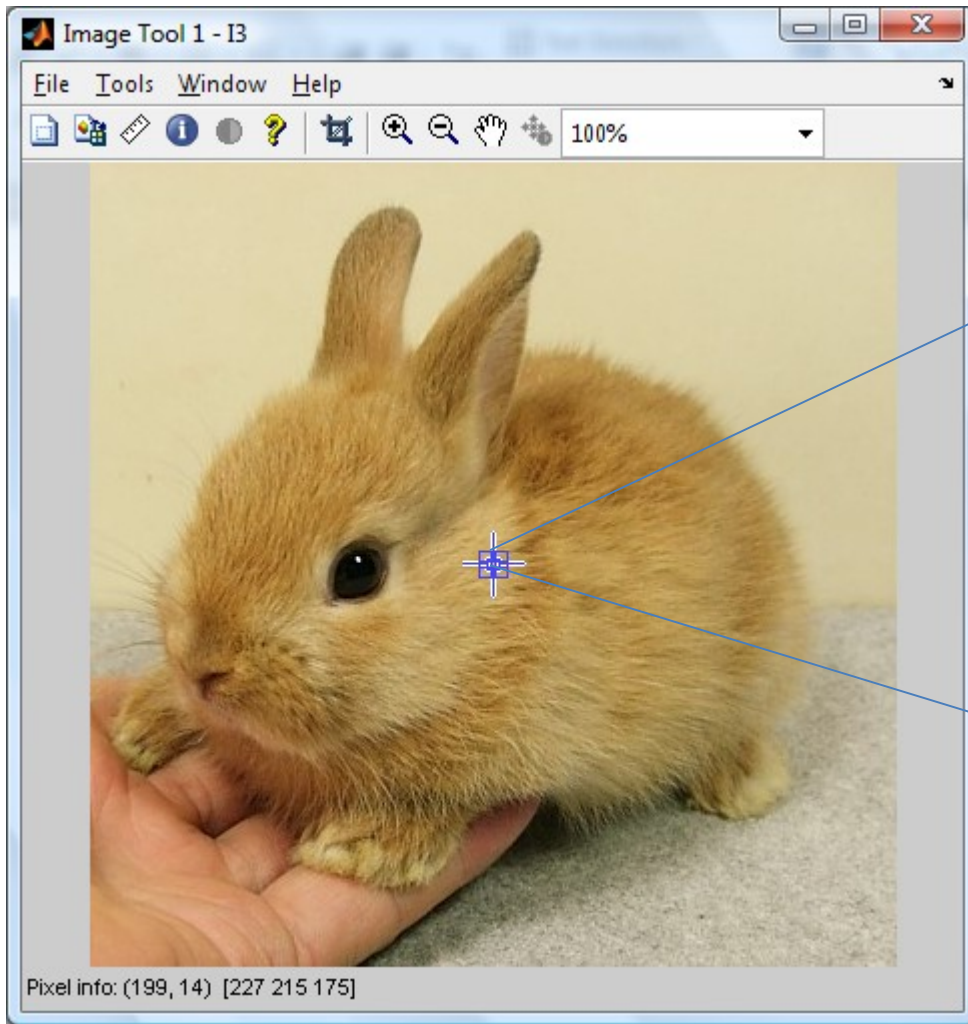 Image Tool 1 - I3
File Tools Window Help
100%
Pixel info: (199, 14) [227 215 175]